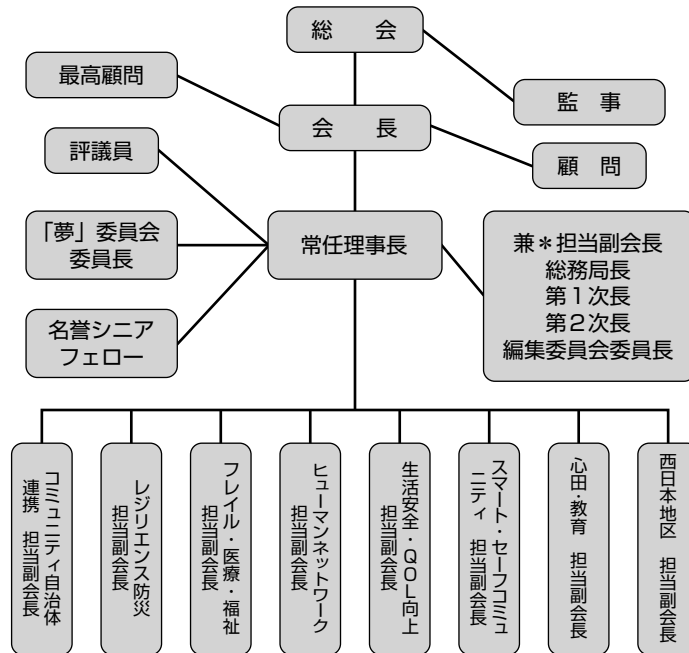 総　会
最高顧問
監　事
会　長
評議員
顧　問
「夢」委員会
委員長
常任理事長
兼＊担当副会長
総務局長
第１次長
第２次長
編集委員会委員長
名誉シニア
フェロー
コミュニティ自治体
連携　担当副会長
レジリエンス防災
担当副会長
フレイル・医療・福祉
担当副会長
ヒューマンネットワーク
担当副会長
生活安全・ＱＯＬ向上
担当副会長
スマート・セーフコミュ
ニティ　担当副会長
心田・教育　担当副会長
西日本地区　担当副会長